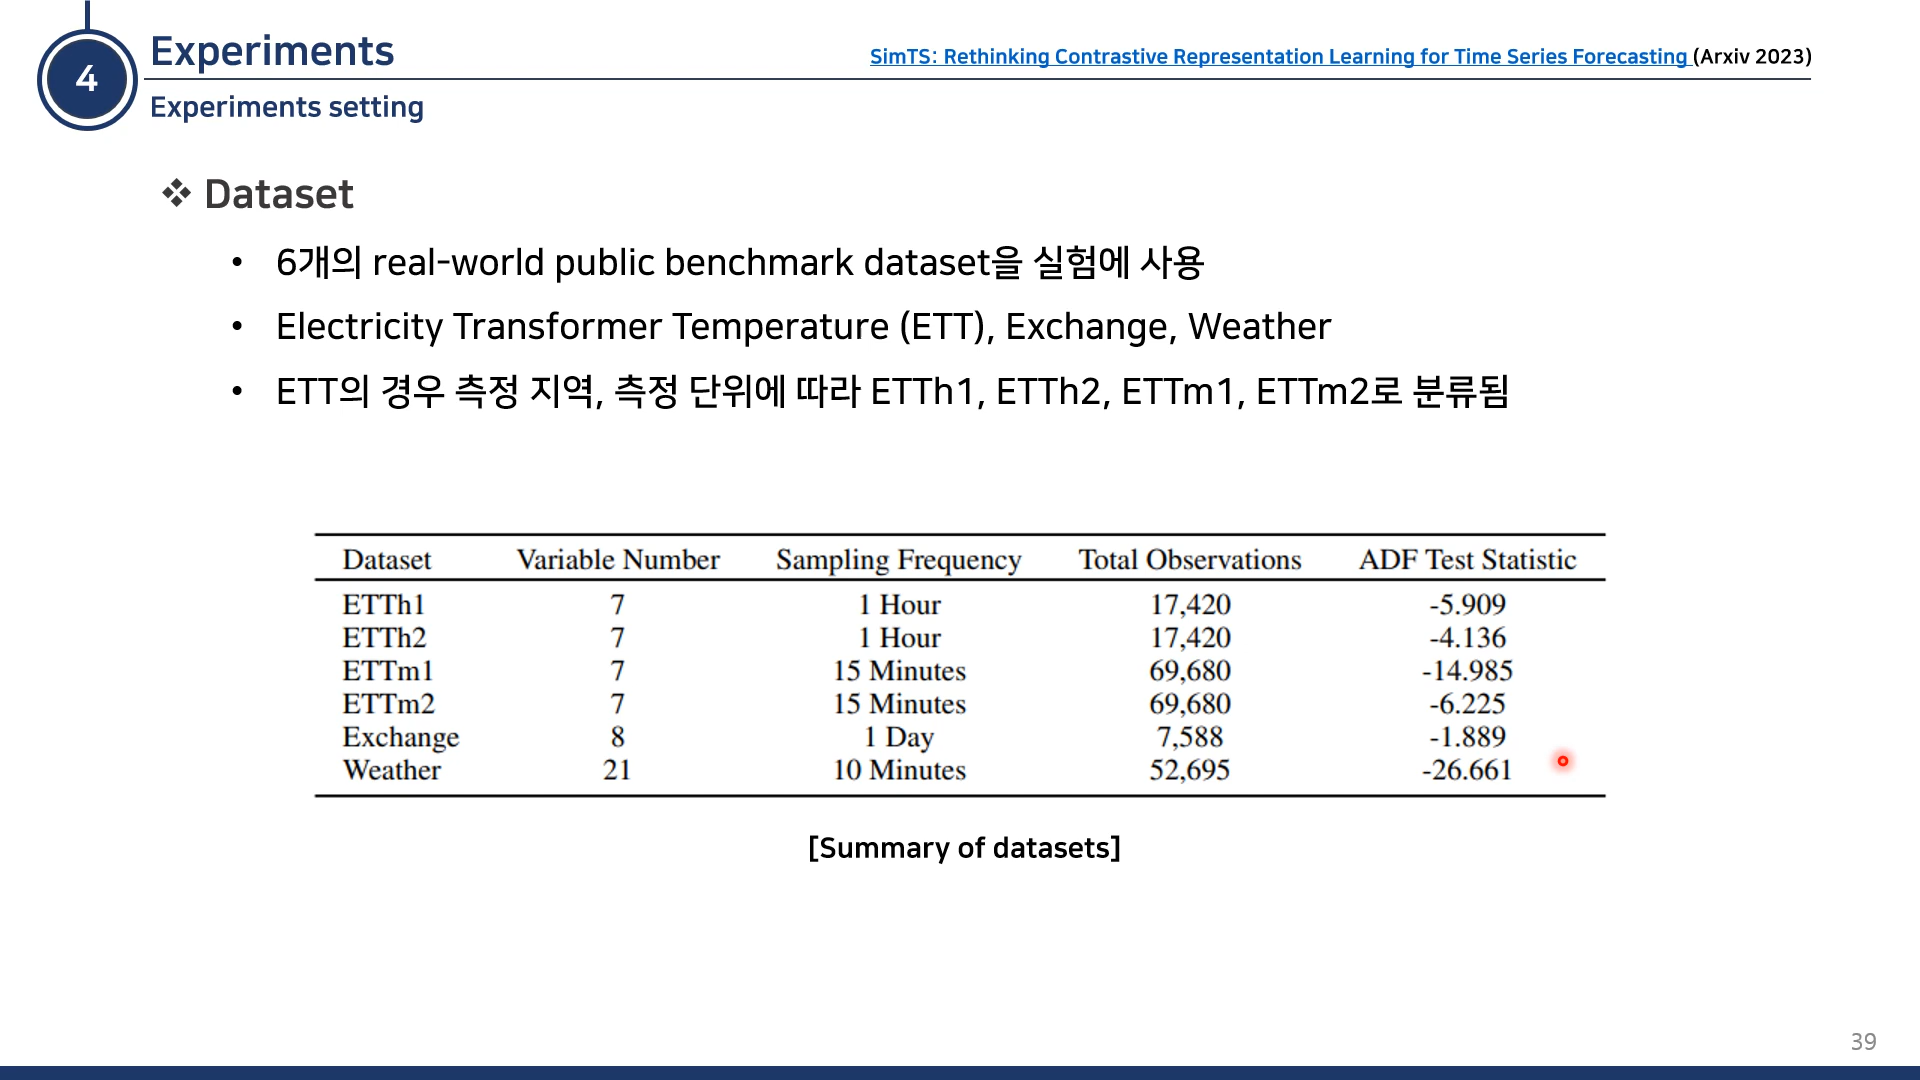 4
Experiments
SimTS: Rethinking Contrastive Representation Learning for Time Series Forecasting (Arxiv 2023)
Experiments setting
❖ Dataset
• 6개의 real-world public benchmark dataset을 실험에 사용
• Electricity Transformer Temperature (ETT), Exchange, Weather
• ETT의 경우 측정 지역, 측정 단위에 따라 ETTh1, ETTh2, ETTm1, ETTm2로 분류됨
Dataset Variable Number Sampling Frequency Total Observations ADF Test Statistic
ETTh1 7 1 Hour 17,420 -5.909
ETTh2 7 1 Hour 17,420 -4.136
ETTm1 7 15 Minutes 69,680 -14.985
ETTm2 7 15 Minutes 69,680 -6.225
Exchange 8 1 Day 7,588 -1.889
Weather 21 10 Minutes 52,695 -26.661
[Summary of datasets]
39